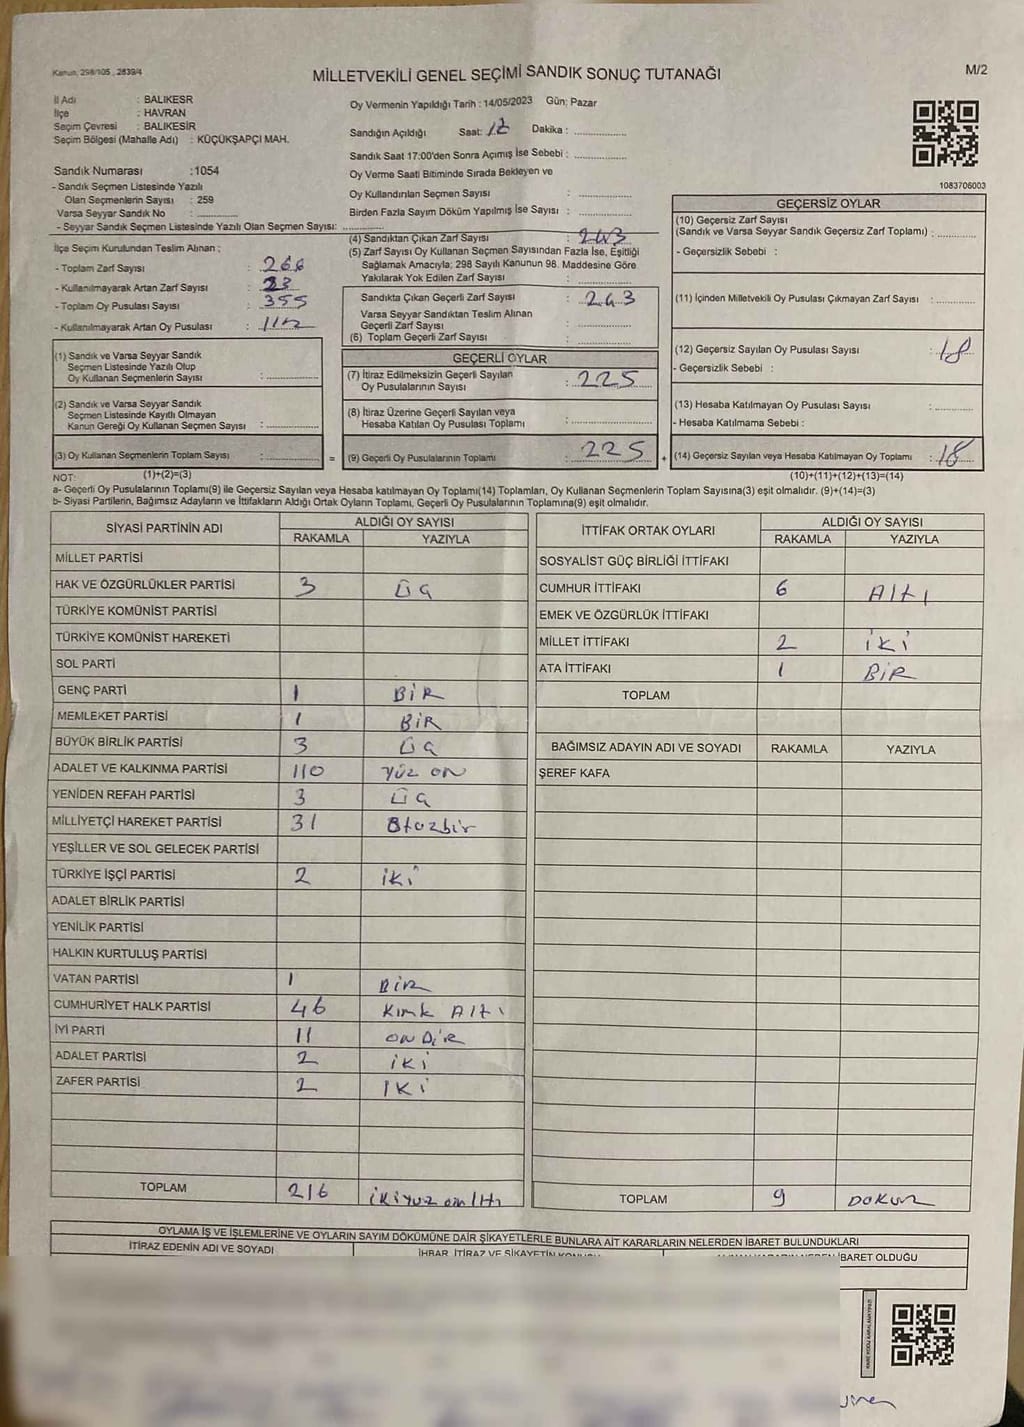 Kanun, 298/105 , 2839/4
MİLLETVEKİLİ GENEL SEÇİMİ SANDIK SONUÇ TUTANAĞI
M/2
İl Adı : BALIKESR
İlçe : HAVRAN
Seçim Çevresi : BALIKESİR
Seçim Bölgesi (Mahalle Adı) : KÜÇÜKŞAPÇI MAH.
Sandık Numarası :1054
- Sandık Seçmen Listesinde Yazılı
Olan Seçmenlerin Sayısı : 259
Varsa Seyyar Sandık No : ..............
- Seyyar Sandık Seçmen Listesinde Yazılı Olan Seçmen Sayısı: ..............
Oy Vermenin Yapıldığı Tarih : 14/05/2023 Gün: Pazar
Sandığın Açıldığı Saat: Dakika : ..............
Sandık Saat 17:00'den Sonra Açmış İse Sebebi : ..............
Oy Verme Saati Bitiminde Sırada Bekleyen ve
Oy Kullandırılan Seçmen Sayısı : ..............
Birden Fazla Sayım Döküm Yapılmış İse Sayısı : ..............
1083706003
İlçe Seçim Kurulundan Teslim Alınan ;
- Toplam Zarf Sayısı : 266
- Kullanılmayarak Artan Zarf Sayısı : 23
- Toplam Oy Pusulası Sayısı : 355
- Kullanılmayarak Artan Oy Pusulası : 112
(4) Sandıktan Çıkan Zarf Sayısı : 243
(5) Zarf Sayısı Oy Kullanan Seçmen Sayısından Fazla İse, Eşitliği
Sağlamak Amacıyla; 298 Sayılı Kanunun 98. Maddesine Göre
Yakılarak Yok Edilen Zarf Sayısı : ..............
Sandıkta Çıkan Geçerli Zarf Sayısı : 243
Varsa Seyyar Sandıktan Teslim Alınan
Geçerli Zarf Sayısı : ..............
(6) Toplam Geçerli Zarf Sayısı : ..............
GEÇERSİZ OYLAR
(10) Geçersiz Zarf Sayısı
(Sandık ve Varsa Seyyar Sandık Geçersiz Zarf Toplamı) : ..............
- Geçersizlik Sebebi :
(11) İçinden Milletvekili Oy Pusulası Çıkmayan Zarf Sayısı : ..............
(12) Geçersiz Sayılan Oy Pusulası Sayısı : 18
- Geçersizlik Sebebi :
(13) Hesaba Katılmayan Oy Pusulası Sayısı : ..............
- Hesaba Katılmama Sebebi :
(14) Geçersiz Sayılan veya Hesaba Katılmayan Oy Toplamı : 18
(1) Sandık ve Varsa Seyyar Sandık
Seçmen Listesinde Yazılı Olup
Oy Kullanan Seçmenlerin Sayısı : ..............
(2) Sandık ve Varsa Seyyar Sandık
Seçmen Listesinde Kayıtlı Olmayan
Kanun Gereği Oy Kullanan Seçmen Sayısı : ..............
(3) Oy Kullanan Seçmenlerin Toplam Sayısı : .............. =
GEÇERLİ OYLAR
(7) İtiraz Edilmeksizin Geçerli Sayılan
Oy Pusulalarının Sayısı : 225
(8) İtiraz Üzerine Geçerli Sayılan veya
Hesaba Katılan Oy Pusulası Toplamı : ..............
(9) Geçerli Oy Pusulalarının Toplamı : 225 +
NOT: (1)+(2)=(3) (10)+(11)+(12)+(13)=(14)
a- Geçerli Oy Pusulalarının Toplamı(9) ile Geçersiz Sayılan veya Hesaba katılmayan Oy Toplamı(14) Toplamları, Oy Kullanan Seçmenlerin Toplam Sayısına(3) eşit olmalıdır. (9)+(14)=(3)
b- Siyasi Partilerin, Bağımsız Adayların ve İttifakların Aldığı Ortak Oyların Toplamı, Geçerli Oy Pusulalarının Toplamına(9) eşit olmalıdır.
SİYASİ PARTİNİN ADI ALDIĞI OY SAYISI
RAKAMLA YAZIYLA
MİLLET PARTİSİ
HAK VE ÖZGÜRLÜKLER PARTİSİ 3 ÜÇ
TÜRKİYE KOMÜNİST PARTİSİ
TÜRKİYE KOMÜNİST HAREKETİ
SOL PARTİ
GENÇ PARTİ 1 BİR
MEMLEKET PARTİSİ 1 BİR
BÜYÜK BİRLİK PARTİSİ 3 ÜÇ
ADALET VE KALKINMA PARTİSİ 110 yüz on
YENİDEN REFAH PARTİSİ 3 ÜÇ
MİLLİYETÇİ HAREKET PARTİSİ 31 Otuzbir
YEŞİLLER VE SOL GELECEK PARTİSİ
TÜRKİYE İŞÇİ PARTİSİ 2 İKİ
ADALET BİRLİK PARTİSİ
YENİLİK PARTİSİ
HALKIN KURTULUŞ PARTİSİ
VATAN PARTİSİ 1 BİR
CUMHURİYET HALK PARTİSİ 46 Kırk Altı
İYİ PARTİ 11 ON BİR
ADALET PARTİSİ 2 İKİ
ZAFER PARTİSİ 2 İKİ
TOPLAM 216 İKİYÜZ
İTTİFAK ORTAK OYLARI ALDIĞI OY SAYISI
RAKAMLA YAZIYLA
SOSYALİST GÜÇ BİRLİĞİ İTTİFAKI
CUMHUR İTTİFAKI 6 Altı
EMEK VE ÖZGÜRLÜK İTTİFAKI
MİLLET İTTİFAKI 2 İKİ
ATA İTTİFAKI 1 BİR
TOPLAM
BAĞIMSIZ ADAYIN ADI VE SOYADI RAKAMLA YAZIYLA
ŞEREF KAFA
TOPLAM 9 DOKUZ
OYLAMA İŞ VE İŞLEMLERİNE VE OYLARIN SAYIM DÖKÜMÜNE DAİR ŞİKAYETLERLE BUNLARA AİT KARARLARIN NELERDEN İBARET BULUNDUKLARI
İTİRAZ EDENİN ADI VE SOYADI İHBAR, İTİRAZ VE ŞİKAYETİN KONUSU İBARET OLDUĞU